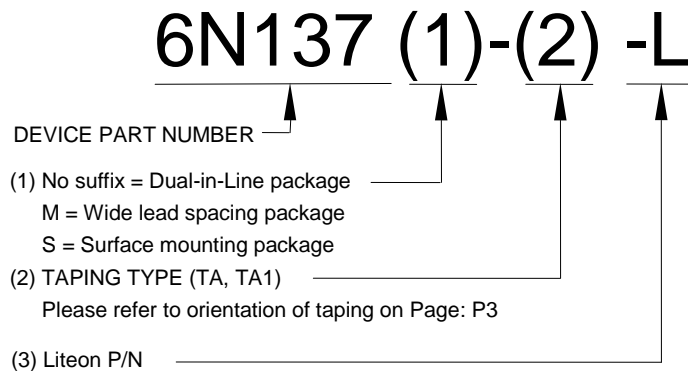 6N137 (1)-(2) -L
DEVICE PART NUMBER
(1) No suffix = Dual-in-Line package
M = Wide lead spacing package
S = Surface mounting package
(2) TAPING TYPE (TA, TA1)
Please refer to orientation of taping on Page: P3
(3) Liteon P/N